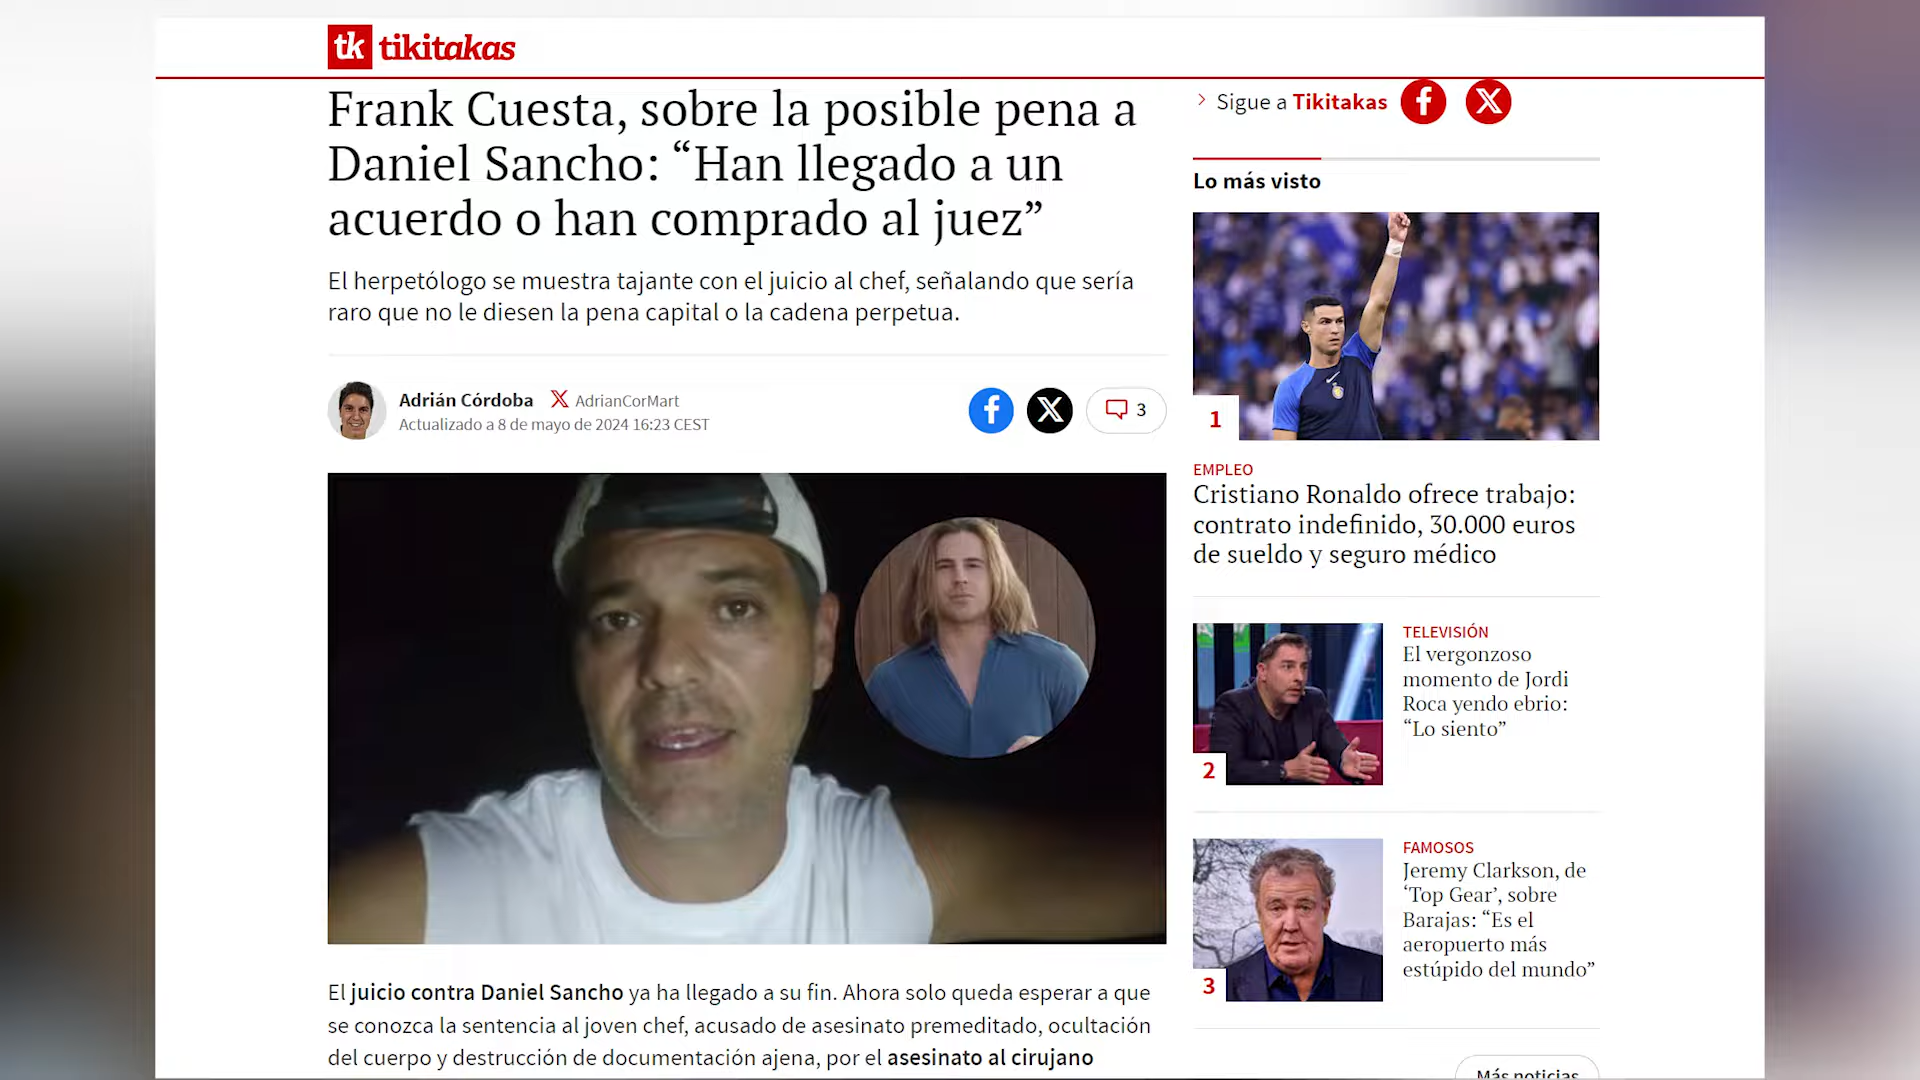 tk tikitakas
Frank Cuesta, sobre la posible pena a
Daniel Sancho: “Han llegado a un
acuerdo o han comprado al juez”
El herpetólogo se muestra tajante con el juicio al chef, señalando que sería
raro que no le diesen la pena capital o la cadena perpetua.
Adrián Córdoba AdrianCorMart
Actualizado a 8 de mayo de 2024 16:23 CEST
3
El juicio contra Daniel Sancho ya ha llegado a su fin. Ahora solo queda esperar a que
se conozca la sentencia al joven chef, acusado de asesinato premeditado, ocultación
del cuerpo y destrucción de documentación ajena, por el asesinato al cirujano
Sigue a Tikitakas
Lo más visto
1
EMPLEO
Cristiano Ronaldo ofrece trabajo:
contrato indefinido, 30.000 euros
de sueldo y seguro médico
2
TELEVISIÓN
El vergonzoso
momento de Jordi
Roca yendo ebrio:
“Lo siento”
3
FAMOSOS
Jeremy Clarkson, de
‘Top Gear’, sobre
Barajas: “Es el
aeropuerto más
estúpido del mundo”
Más noticias